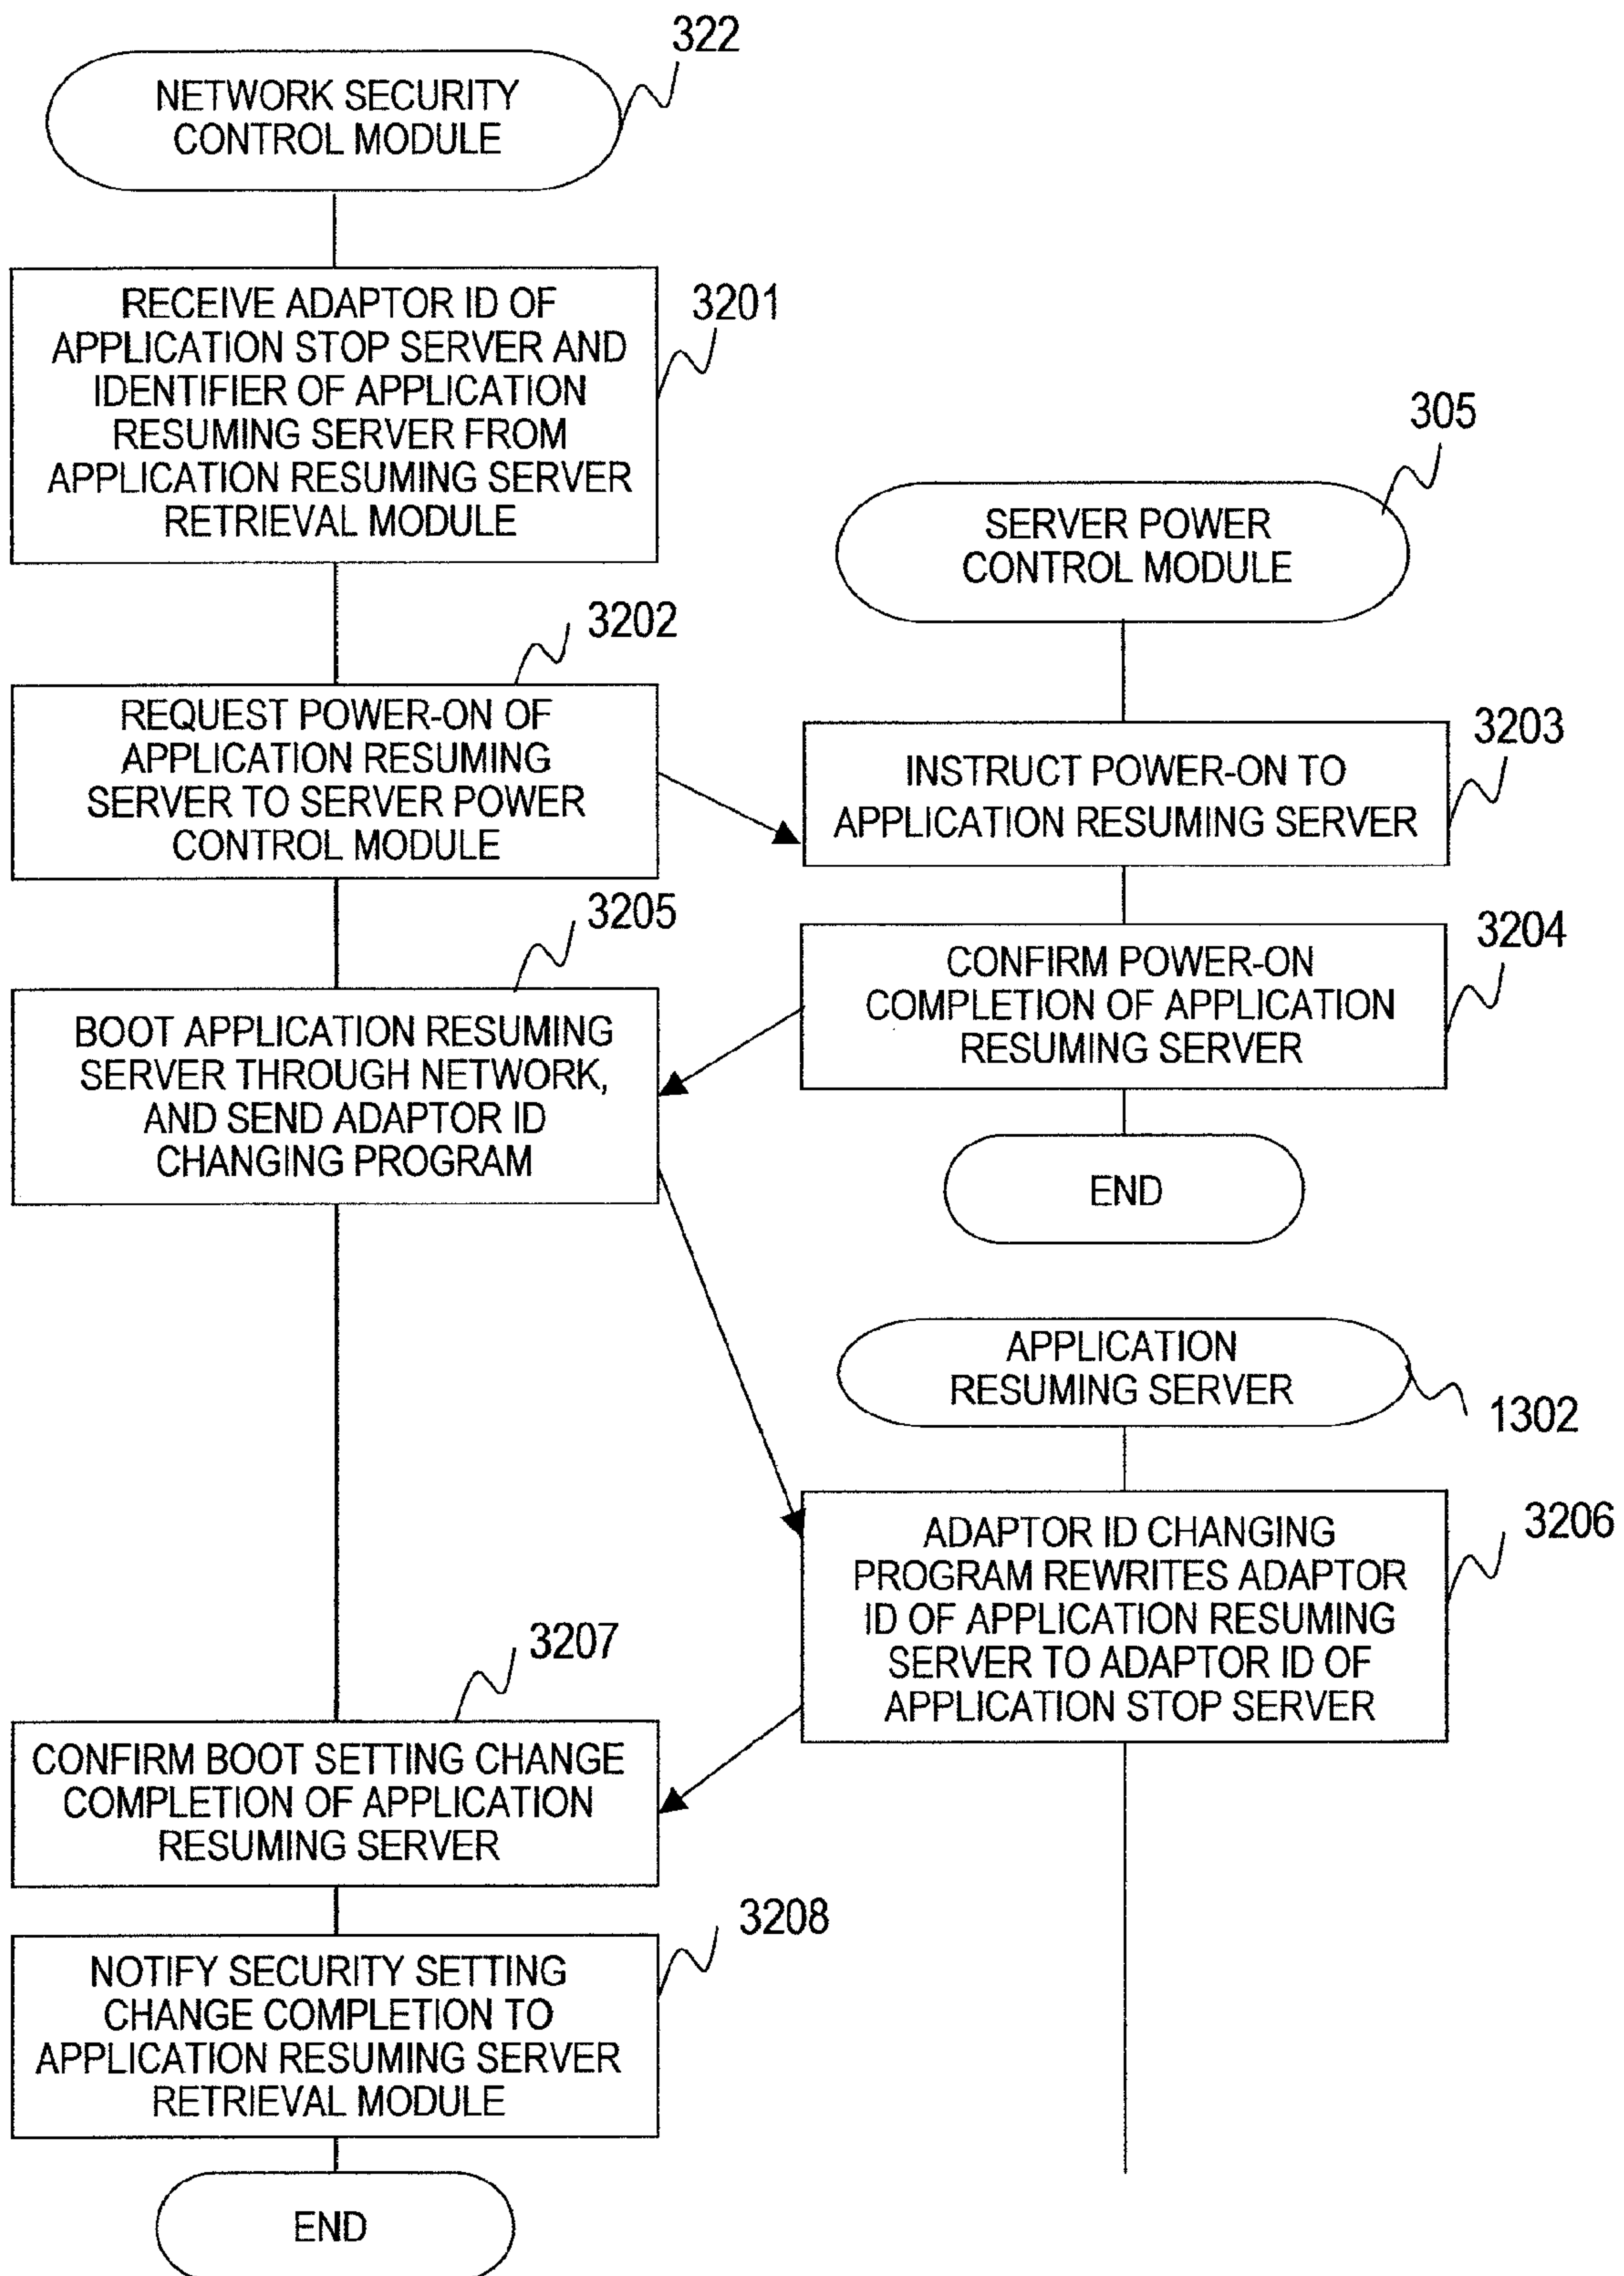 322
NETWORK SECURITY
CONTROL MODULE
3201
RECEIVE ADAPTOR ID OF
APPLICATION STOP SERVER AND
IDENTIFIER OF APPLICATION
RESUMING SERVER FROM
APPLICATION RESUMING SERVER
RETRIEVAL MODULE
305
SERVER POWER
CONTROL MODULE
3202
REQUEST POWER-ON OF
APPLICATION RESUMING
SERVER TO SERVER POWER
CONTROL MODULE
3203
INSTRUCT POWER-ON TO
APPLICATION RESUMING SERVER
3204
CONFIRM POWER-ON
COMPLETION OF APPLICATION
RESUMING SERVER
3205
BOOT APPLICATION RESUMING
SERVER THROUGH NETWORK,
AND SEND ADAPTOR ID
CHANGING PROGRAM
END
APPLICATION
RESUMING SERVER
1302
3206
ADAPTOR ID CHANGING
PROGRAM REWRITES ADAPTOR
ID OF APPLICATION RESUMING
SERVER TO ADAPTOR ID OF
APPLICATION STOP SERVER
3207
CONFIRM BOOT SETTING CHANGE
COMPLETION OF APPLICATION
RESUMING SERVER
3208
NOTIFY SECURITY SETTING
CHANGE COMPLETION TO
APPLICATION RESUMING SERVER
RETRIEVAL MODULE
END